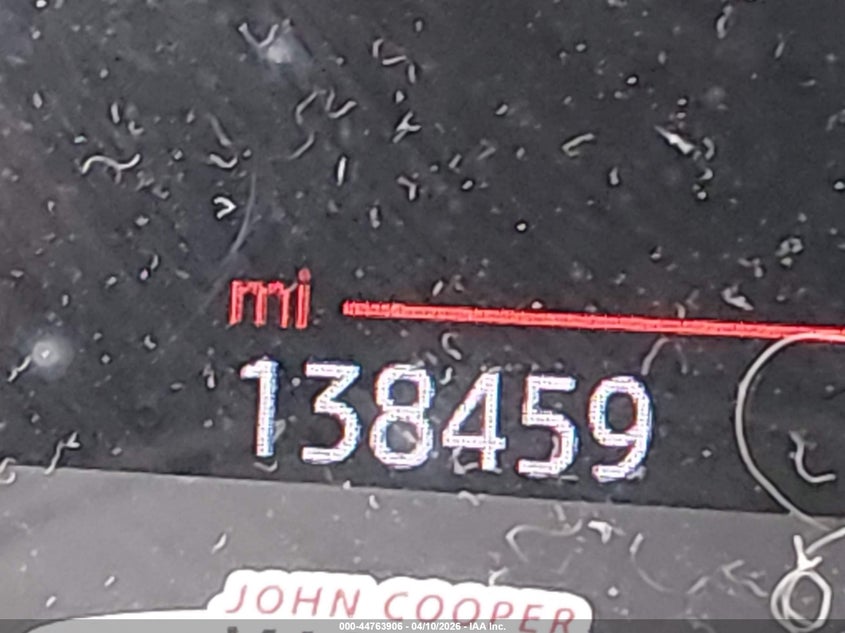 mi
138459
JOHN COOPER
000-44763906 - 04/10/2026 - IAA Inc.